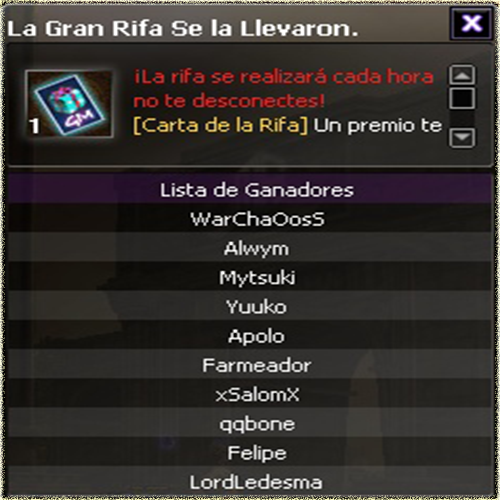 La Gran Rifa Se la Llevaron.
X
¡La rifa se realizará cada hora
no te desconectes!
[Carta de la Rifa] Un premio te
GM
1
Lista de Ganadores
WarChaOosS
Alwym
Mytsuki
Yuuko
Apolo
Farmeador
xSalomX
qqbone
Felipe
LordLedesma